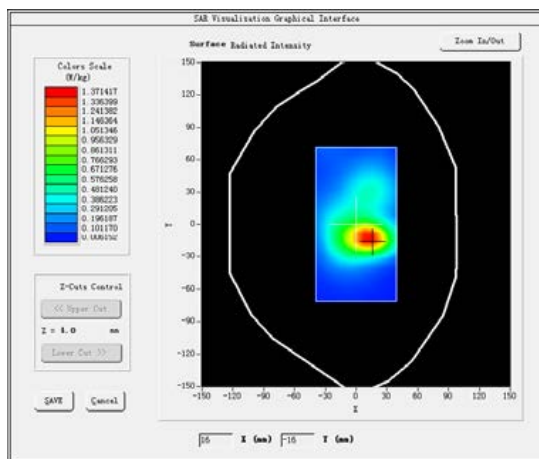 SAR Visualization Graphical Interface
Surface Radiated Intensity
Zoom In/Out
Colors Scale
(W/kg)
1.371417
1.336399
1.241382
1.146364
1.051346
0.956329
0.861311
0.766293
0.671276
0.576258
0.481240
0.386223
0.291205
0.196187
0.101170
0.006152
Z-Cuts Control
<< Upper Cut
Z = 4.0 mm
Lower Cut >>
SAVE Cancel
150
120
90
60
30
0
-30
-60
-90
-120
-150
Y
-150 -120 -90 -60 -30 0 30 60 90 120 150
X
16 X (mm) -16 Y (mm)